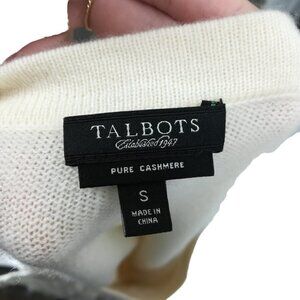 TALBOTS
Established 1947
PURE CASHMERE
S
MADE IN
CHINA